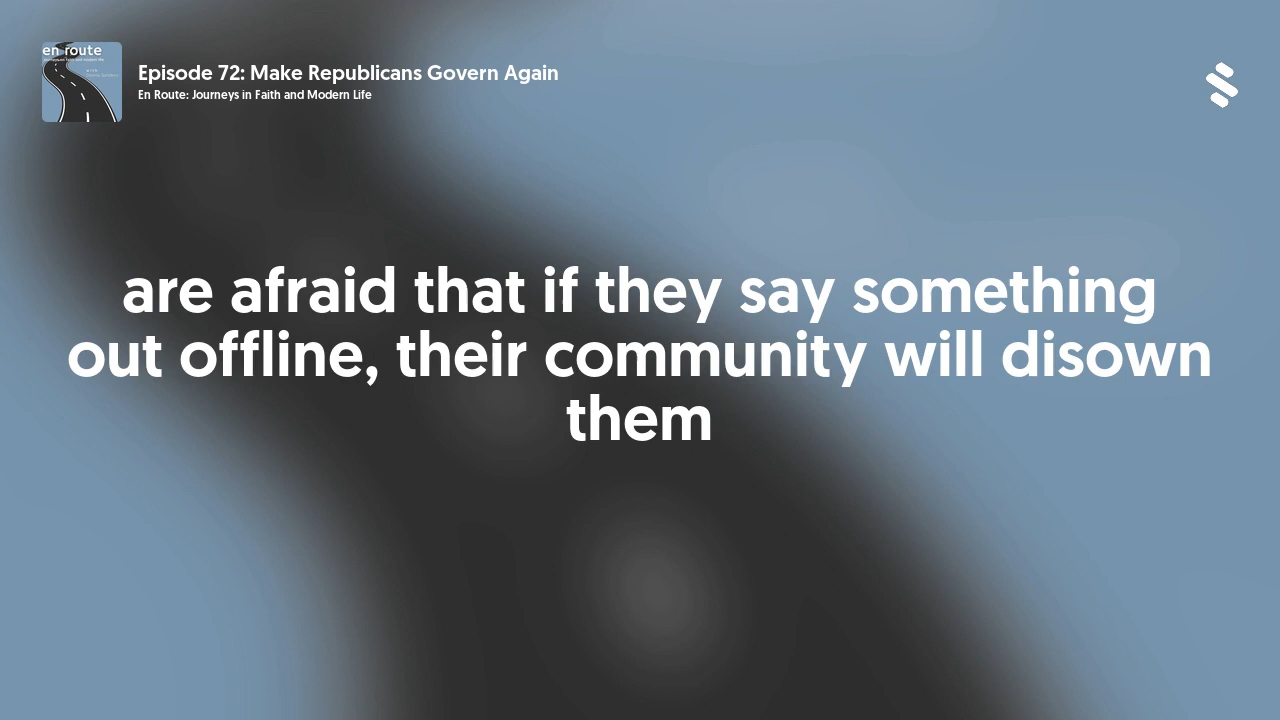 en route
Episode 72: Make Republicans Govern Again
En Route: Journeys in Faith and Modern Life
are afraid that if they say something
out offline, their community will disown
them